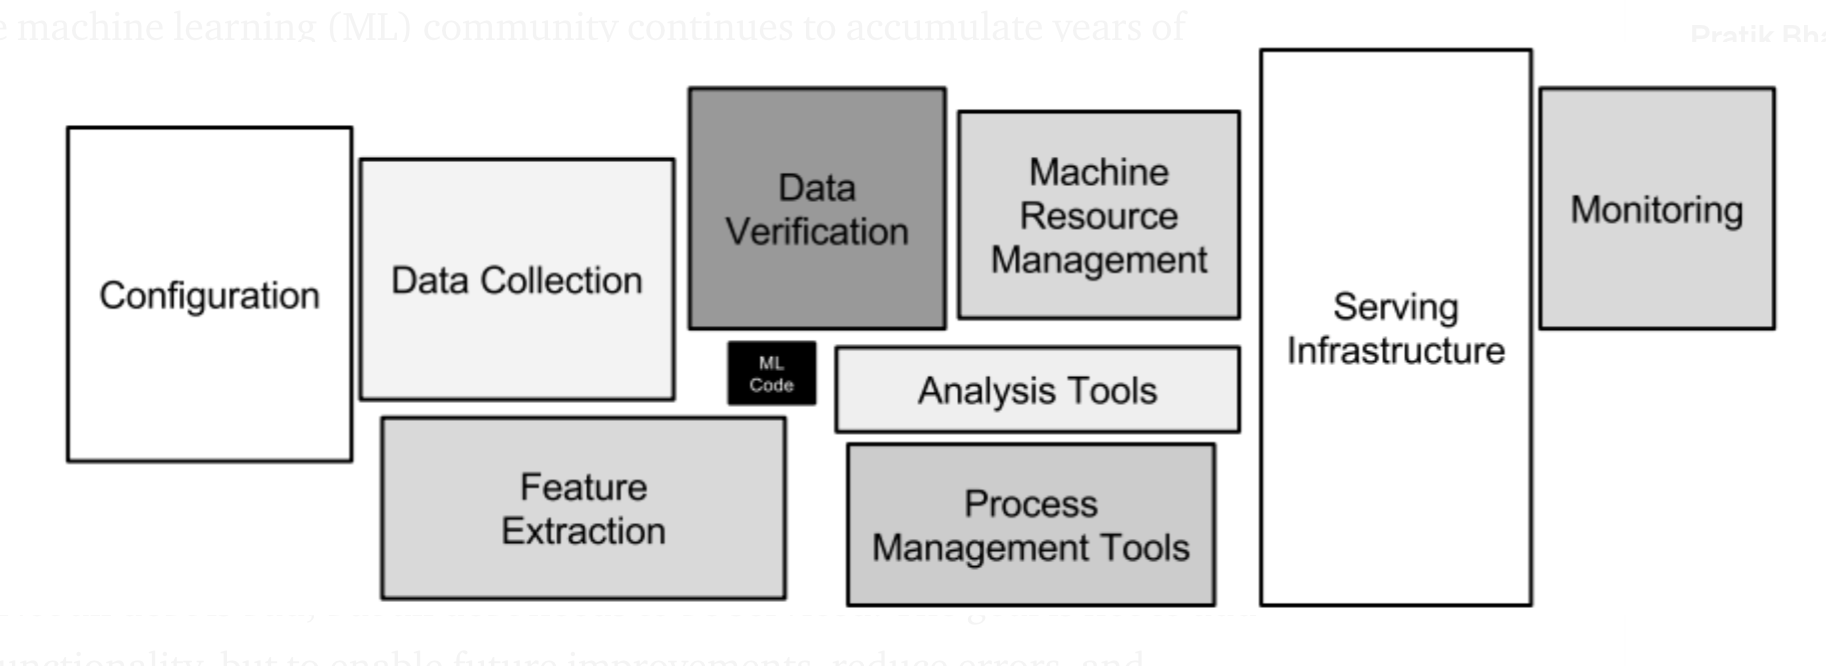 e machine learning (ML) community continues to accumulate years of
Pratik Bha
Configuration
Data Collection
Data
Verification
Machine
Resource
Management
Serving
Infrastructure
Monitoring
ML
Code
Analysis Tools
Feature
Extraction
Process
Management Tools
unctionality, but to enable future improvements, reduce errors, and